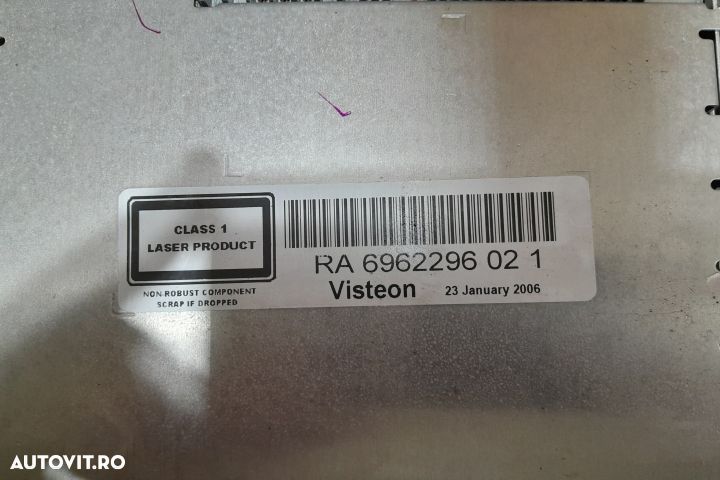 CLASS 1
LASER PRODUCT
NON-ROBUST COMPONENT
SCRAP IF DROPPED
RA 6962296 02 1
Visteon 23 January 2006
AUTOVIT.RO